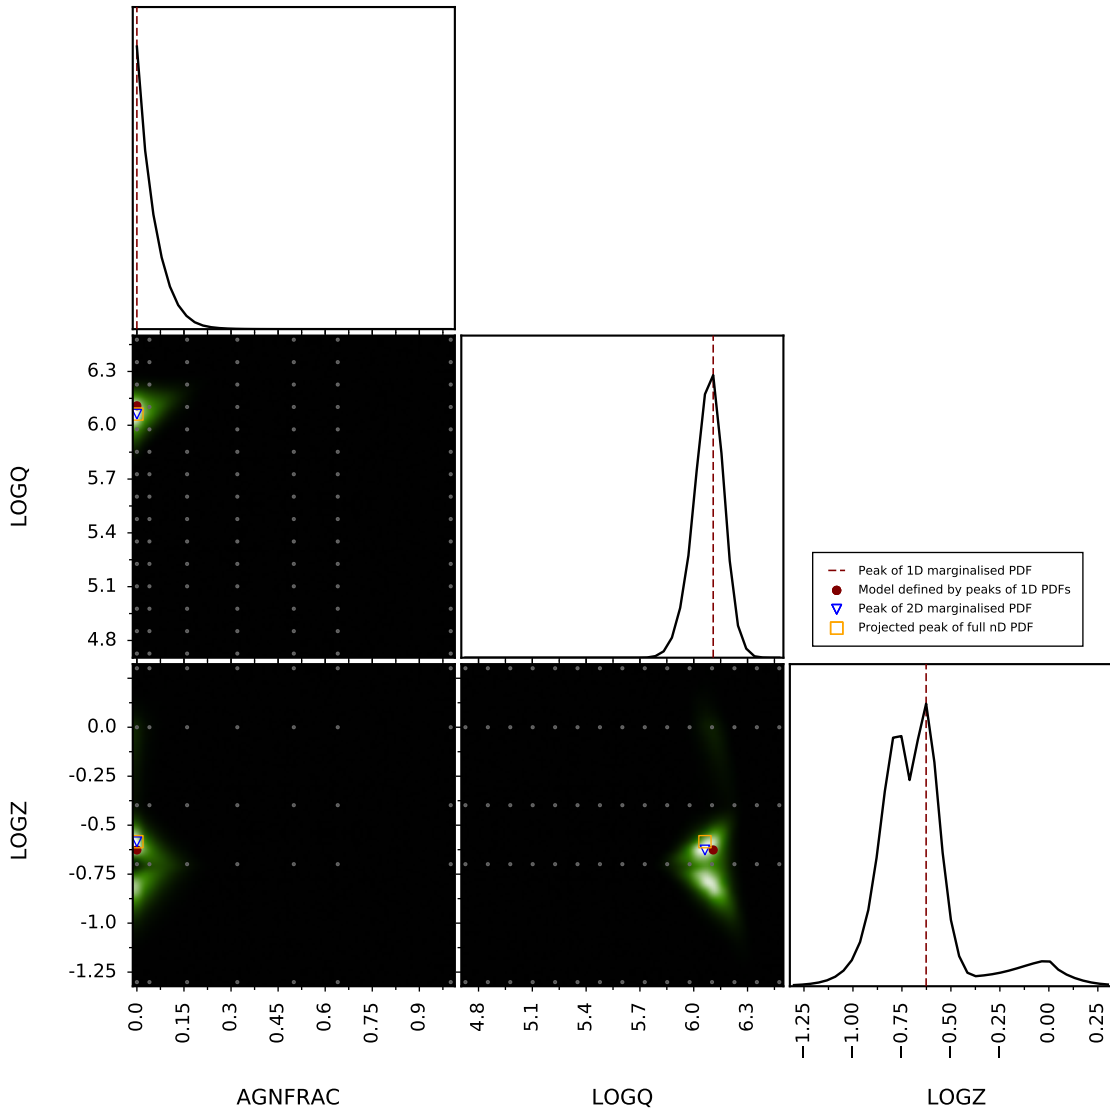 6.3
6.0
5.7
5.4
5.1
4.8
LOGQ
Peak of 1D marginalised PDF
Model defined by peaks of 1D PDFs
Peak of 2D marginalised PDF
Projected peak of full nD PDF
0.0
-0.25
-0.5
-0.75
-1.0
-1.25
LOGZ
0.0 0.15 0.3 0.45 0.6 0.75 0.9
4.8 5.1 5.4 5.7 6.0 6.3
−1.25 −1.00 −0.75 −0.50 −0.25 0.00 0.25
AGNFRAC LOGQ LOGZ